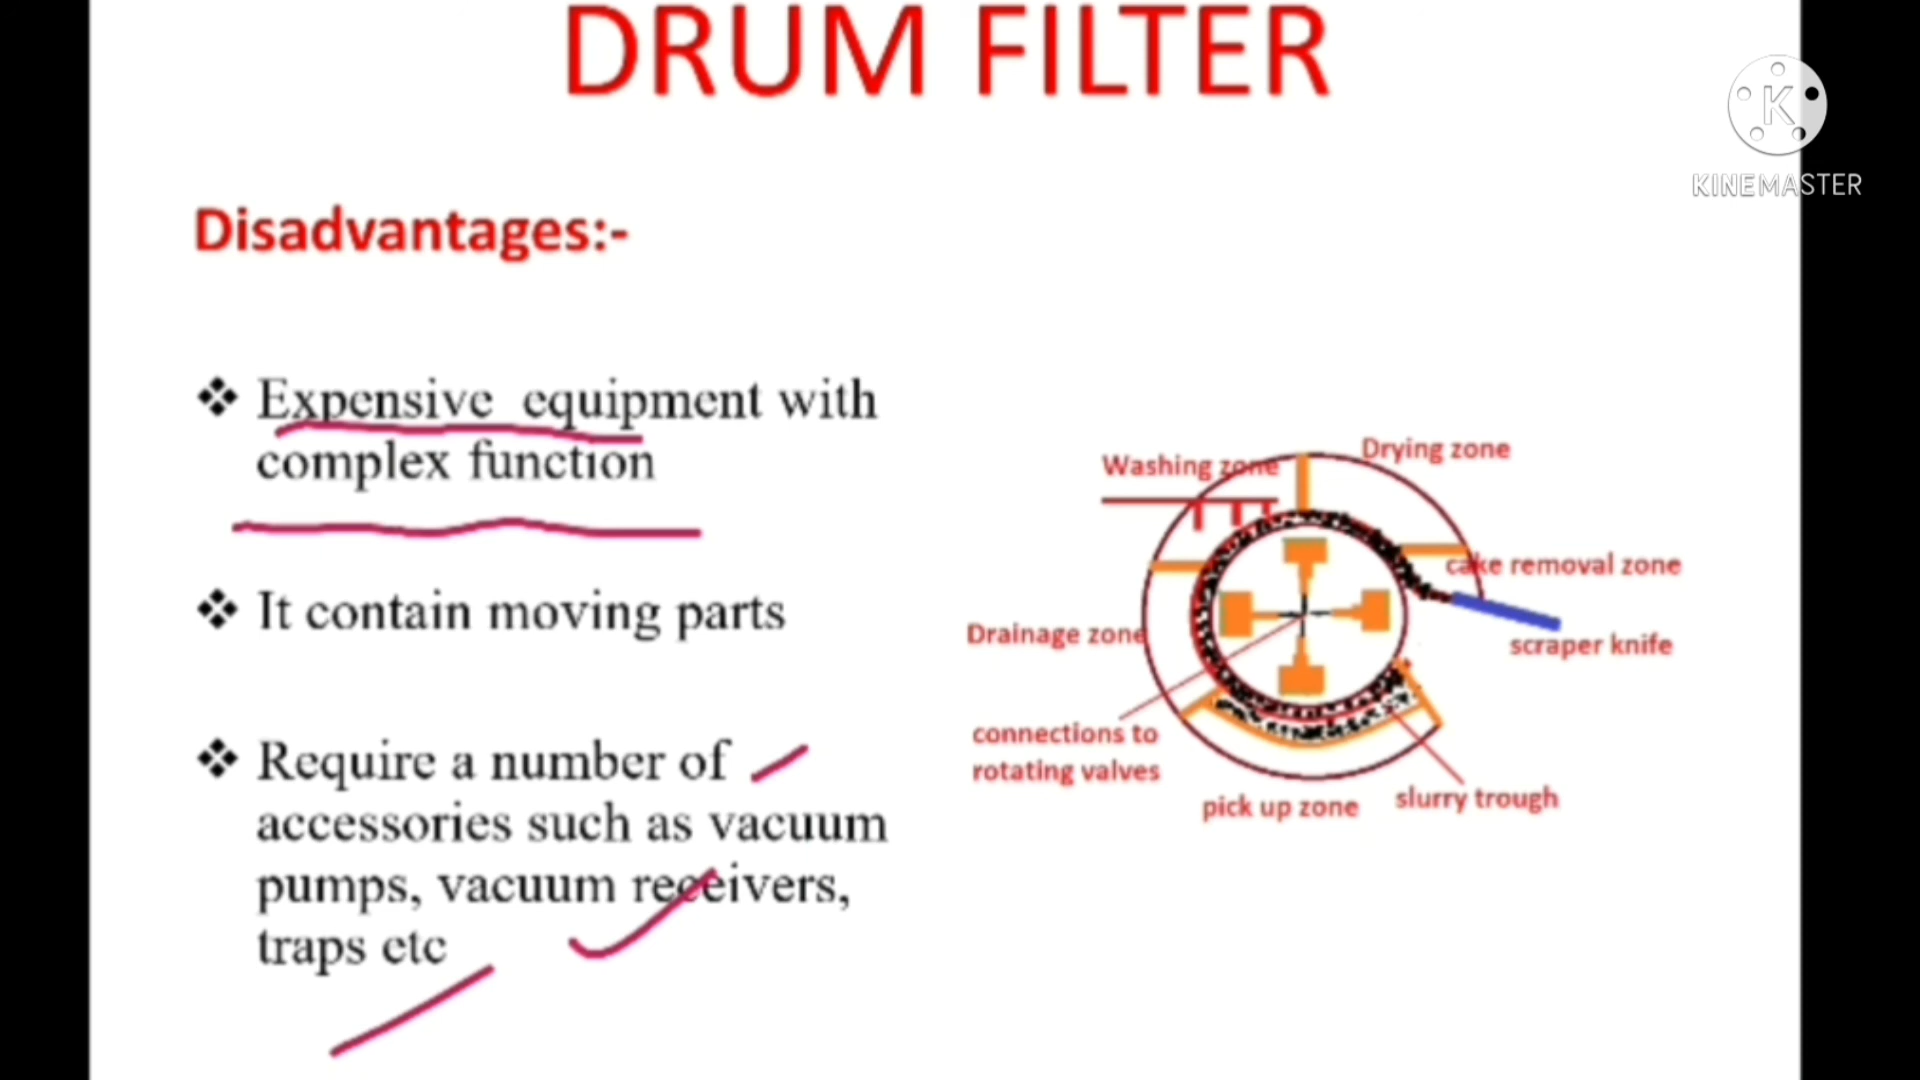 DRUM FILTER
K
KINEMASTER
Disadvantages:-
❖ Expensive equipment with
complex function
❖ It contain moving parts
❖ Require a number of
accessories such as vacuum
pumps, vacuum receivers,
traps etc
Washing zone
Drying zone
cake removal zone
Drainage zone
scraper knife
connections to
rotating valves
pick up zone
slurry trough